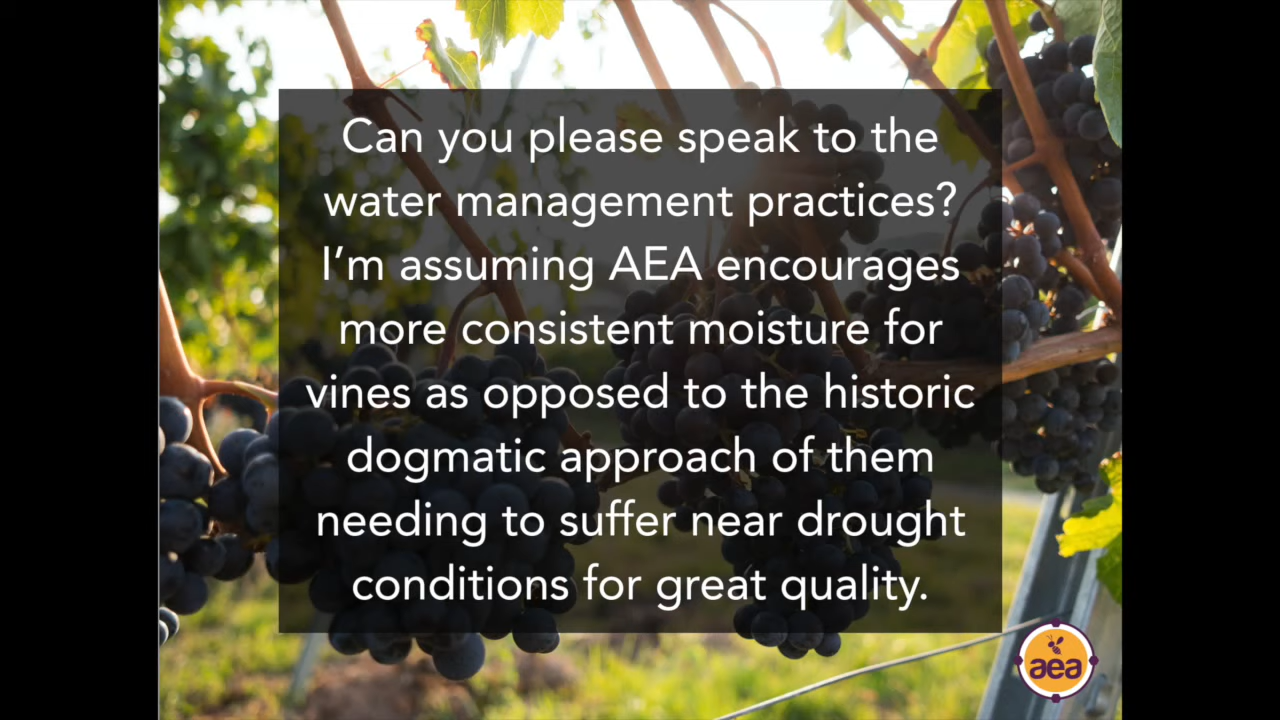 Can you please speak to the
water management practices?
I’m assuming AEA encourages
more consistent moisture for
vines as opposed to the historic
dogmatic approach of them
needing to suffer near drought
conditions for great quality.
aea